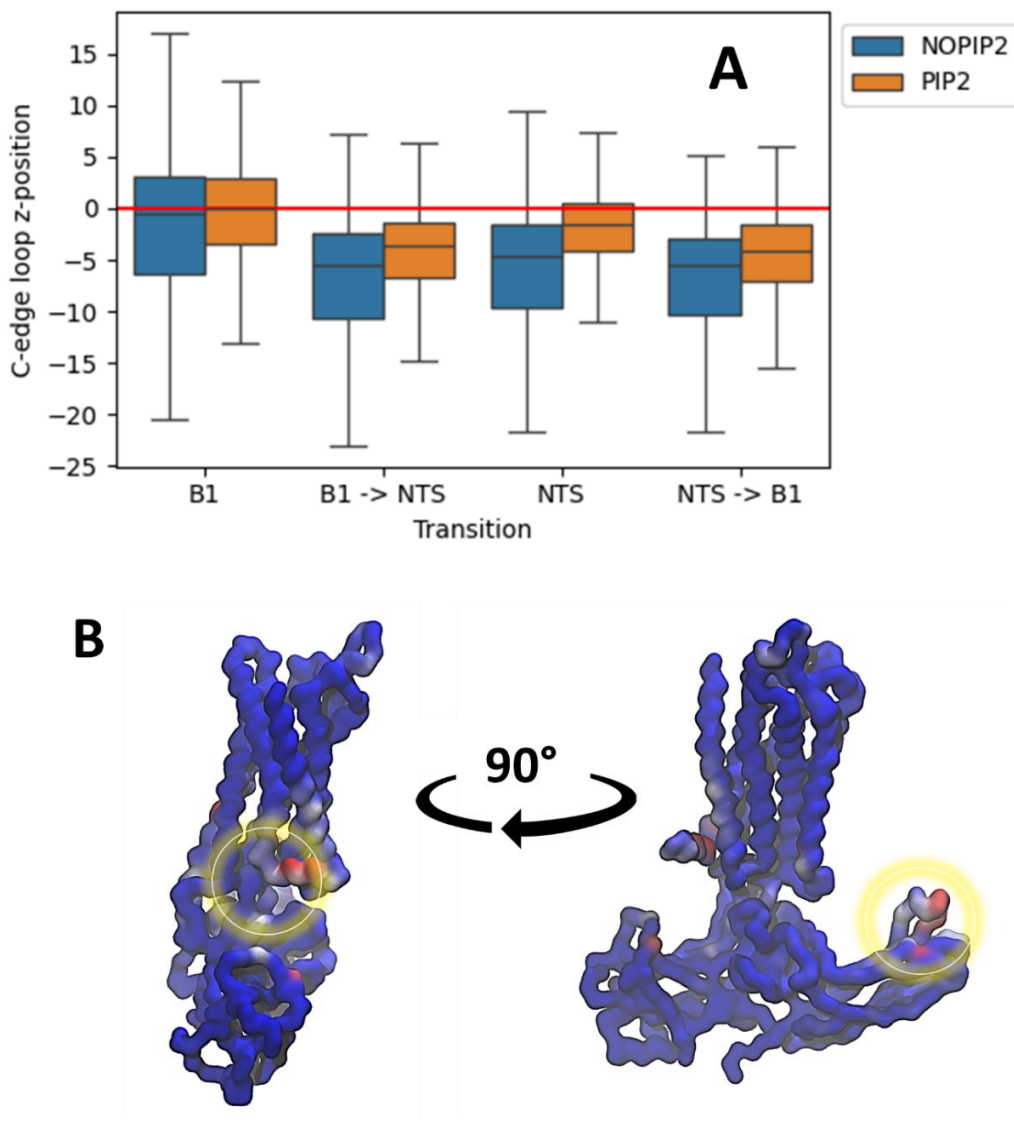 A
NOPIP2
PIP2
C-edge loop z-position
15
10
5
0
−5
−10
−15
−20
−25
B1
B1 -> NTS
NTS
NTS -> B1
Transition
B
90°